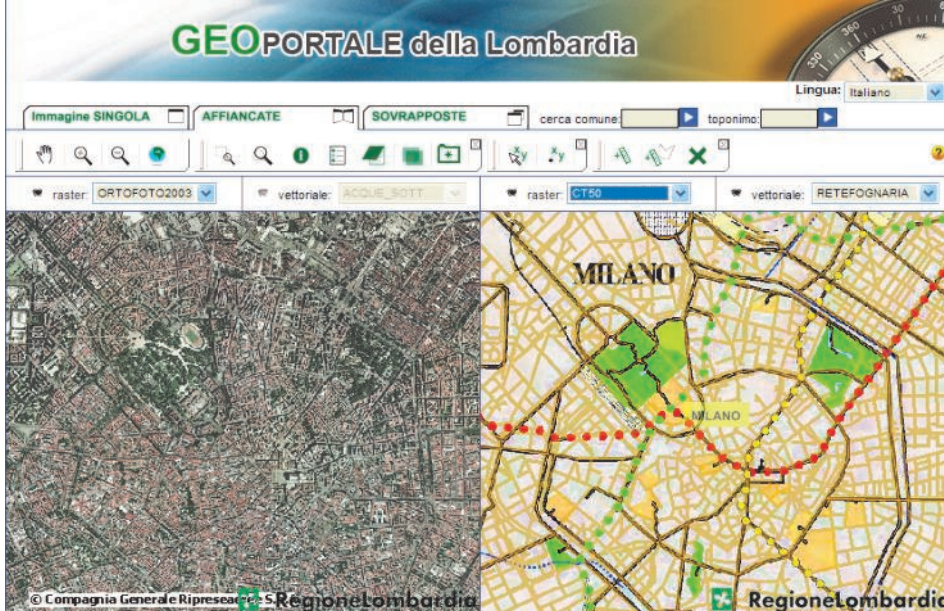 GEOPORTALE della Lombardia
Lingua: Italiano
Immagine SINGOLA AFFIANCATE SOVRAPPOSTE cerca comune: toponimo:
raster: ORTOFOTO2003 vettoriale: ACQUE_SOTT raster: CT50 vettoriale: RETEFOGNARIA
MILANO
MILANO
© Compagnia Generale RegioneLombardia RegioneLombardia